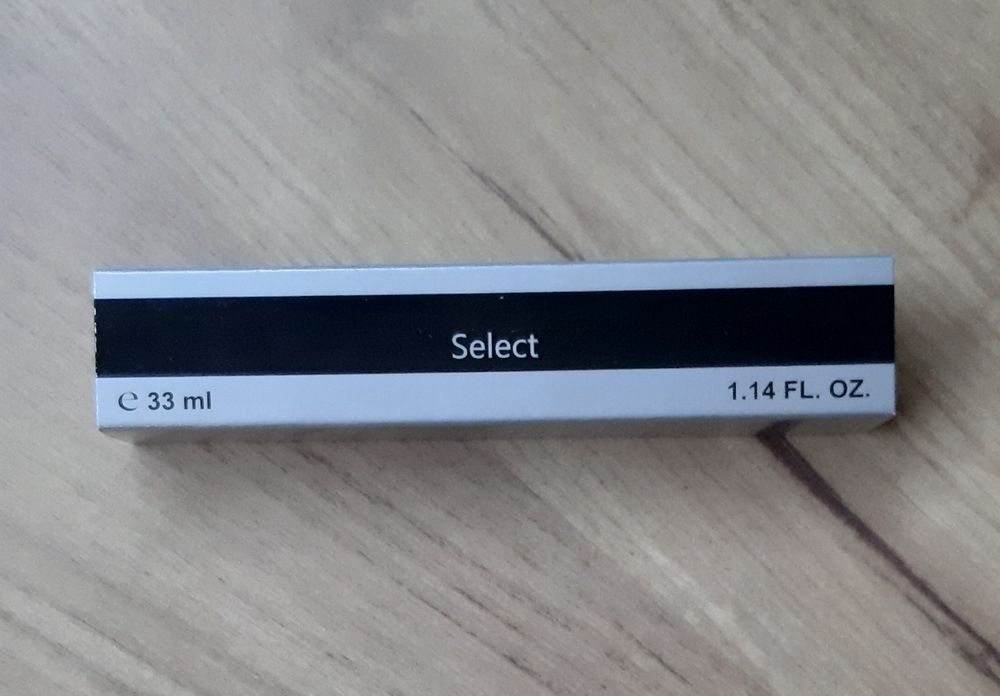 Select
℮ 33 ml
1.14 FL. OZ.